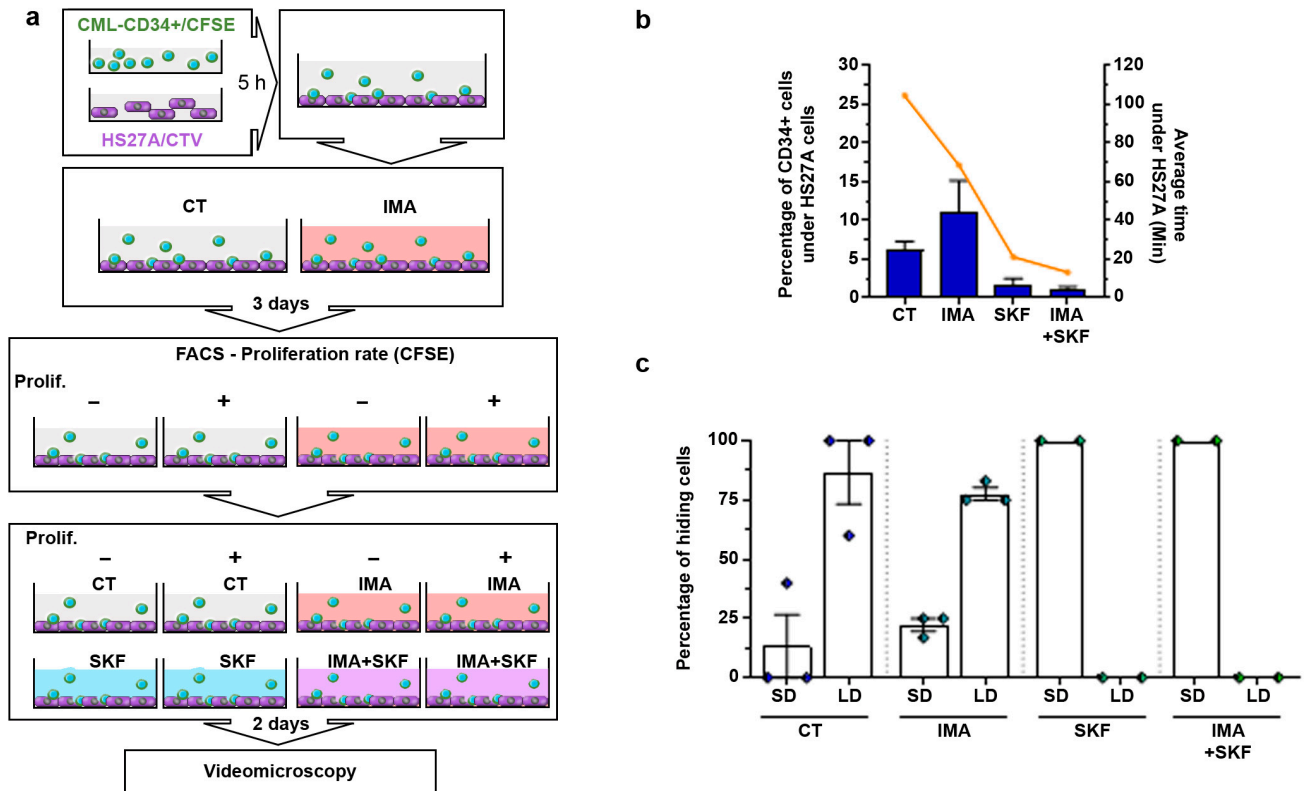 a
CML-CD34+/CFSE
5 h
HS27A/CTV
CT
IMA
3 days
FACS - Proliferation rate (CFSE)
Prolif.
– + – +
Prolif.
– + – +
CT CT IMA IMA
SKF SKF IMA+SKF IMA+SKF
2 days
Videomicroscopy
b
Percentage of CD34+ cells
under HS27A cells
30
25
20
15
10
5
0
120
100
80
60
40
20
0
Average time
under HS27A (Min)
CT IMA SKF IMA
+SKF
c
Percentage of hiding cells
100
75
50
25
0
SD LD SD LD SD LD SD LD
CT IMA SKF IMA
+SKF